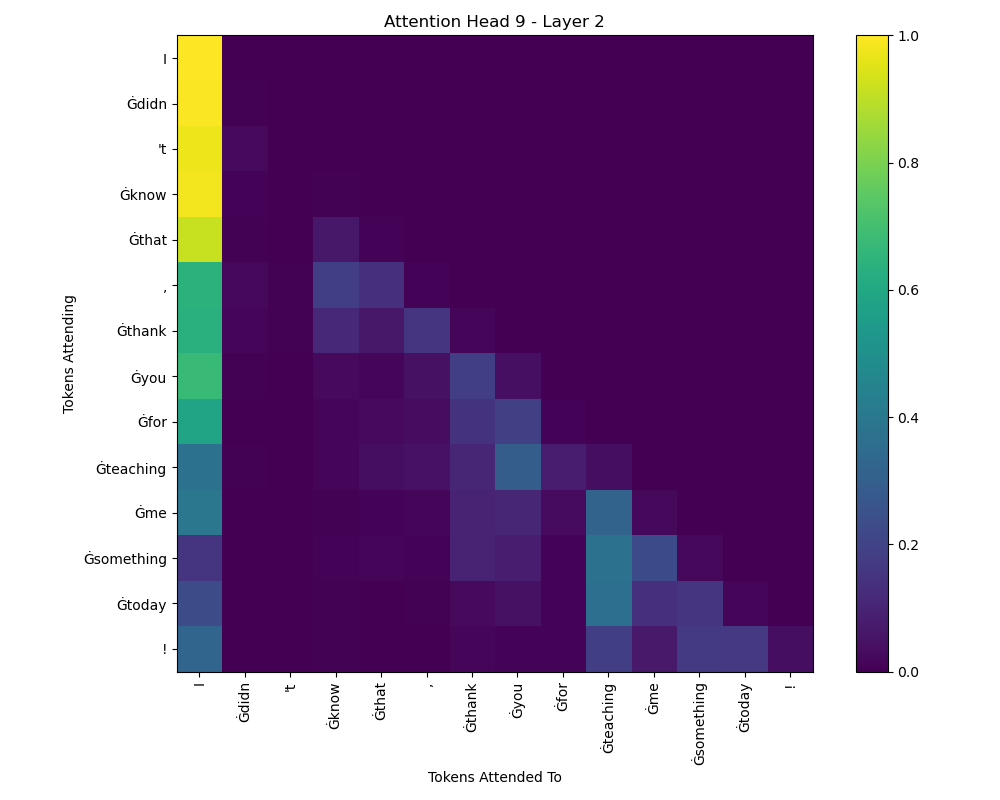 Attention Head 9 - Layer 2
Tokens Attending
I
Ġdidn
't
Ġknow
Ġthat
,
Ġthank
Ġyou
Ġfor
Ġteaching
Ġme
Ġsomething
Ġtoday
!
I
Ġdidn
't
Ġknow
Ġthat
,
Ġthank
Ġyou
Ġfor
Ġteaching
Ġme
Ġsomething
Ġtoday
!
Tokens Attended To
1.0
0.8
0.6
0.4
0.2
0.0